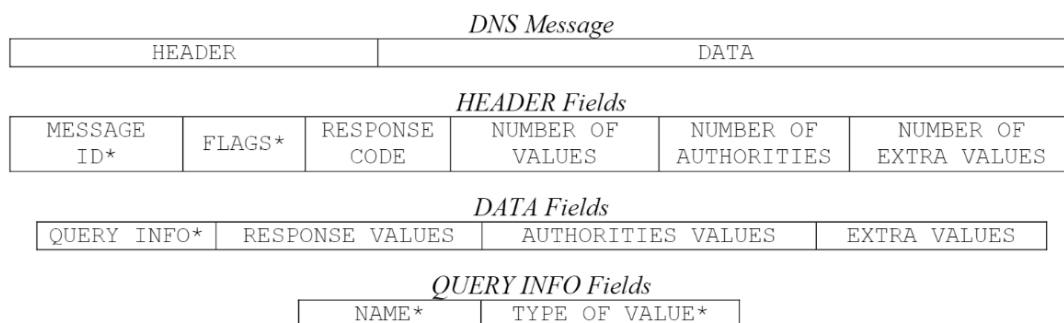 DNS Message
HEADER DATA
HEADER Fields
MESSAGE ID* FLAGS* RESPONSE CODE NUMBER OF VALUES NUMBER OF AUTHORITIES NUMBER OF EXTRA VALUES
DATA Fields
QUERY INFO* RESPONSE VALUES AUTHORITIES VALUES EXTRA VALUES
QUERY INFO Fields
NAME* TYPE OF VALUE*